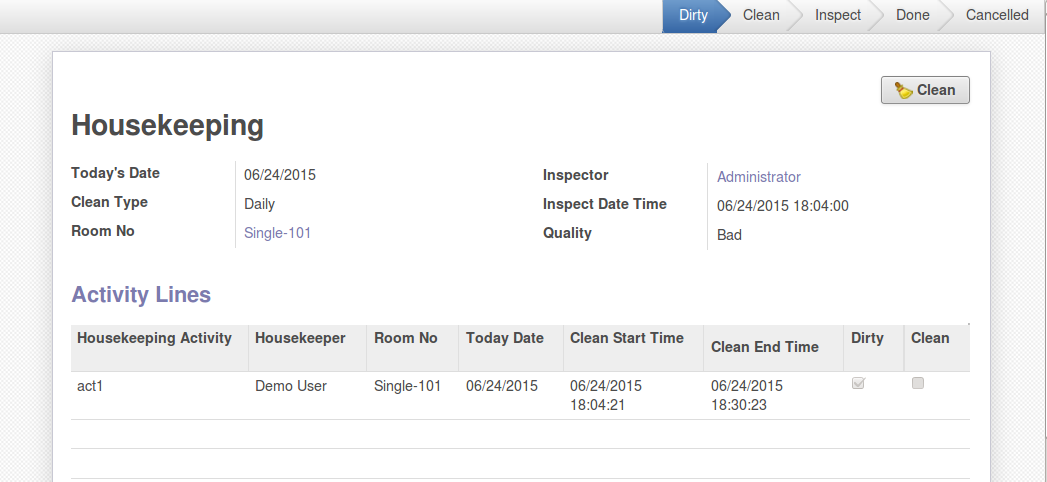 Dirty Clean Inspect Done Cancelled
Clean
Housekeeping
Today's Date 06/24/2015 Inspector Administrator
Clean Type Daily Inspect Date Time 06/24/2015 18:04:00
Room No Single-101 Quality Bad
Activity Lines
Housekeeping Activity Housekeeper Room No Today Date Clean Start Time Clean End Time Dirty Clean
act1 Demo User Single-101 06/24/2015 06/24/2015 06/24/2015
18:04:21 18:30:23